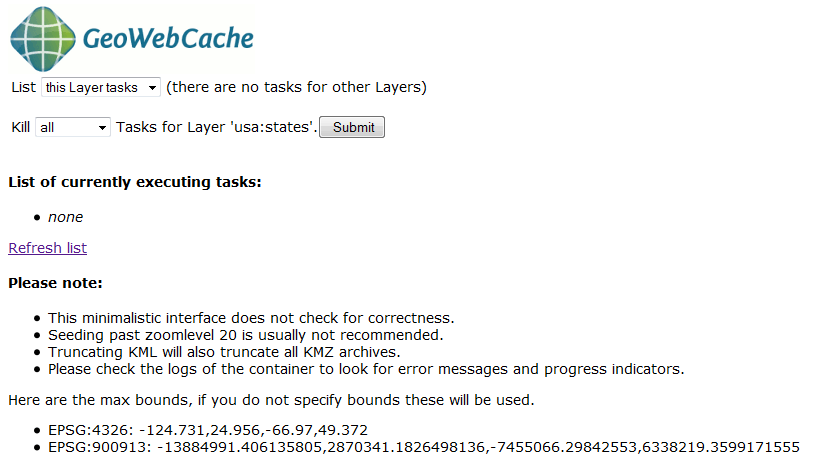 GeoWebCache
List this Layer tasks (there are no tasks for other Layers)
Kill all Tasks for Layer 'usa:states'. Submit
List of currently executing tasks:
none
Refresh list
Please note:
This minimalistic interface does not check for correctness.
Seeding past zoomlevel 20 is usually not recommended.
Truncating KML will also truncate all KMZ archives.
Please check the logs of the container to look for error messages and progress indicators.
Here are the max bounds, if you do not specify bounds these will be used.
EPSG:4326: -124.731,24.956,-66.97,49.372
EPSG:900913: -13884991.406135805,2870341.1826498136,-7455066.29842553,6338219.3599171555